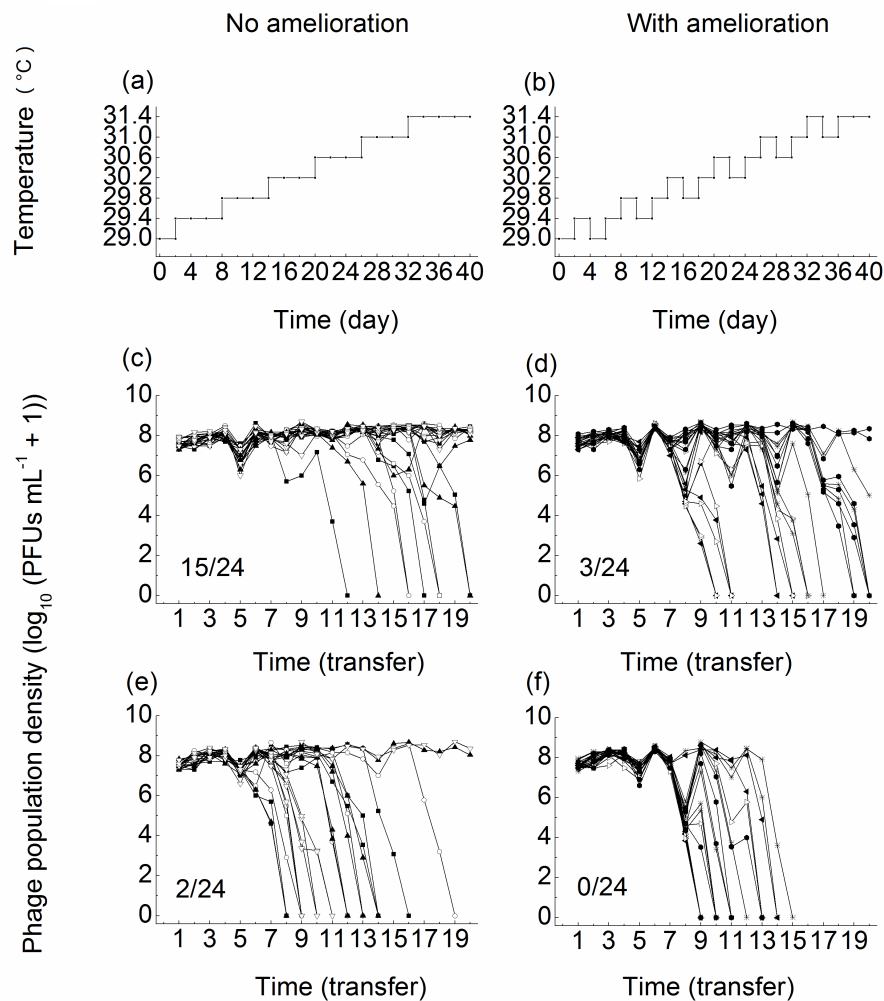 No amelioration
With amelioration
Temperature (°C)
(a)
31.4
31.0
30.6
30.2
29.8
29.4
29.0
0 4 8 12 16 20 24 28 32 36 40
Time (day)
(b)
31.4
31.0
30.6
30.2
29.8
29.4
29.0
0 4 8 12 16 20 24 28 32 36 40
Time (day)
Phage population density (log10 (PFUs mL-1 + 1))
(c)
10
8
6
4
2
0
15/24
1 3 5 7 9 11 13 15 17 19
Time (transfer)
(d)
10
8
6
4
2
0
3/24
1 3 5 7 9 11 13 15 17 19
Time (transfer)
(e)
10
8
6
4
2
0
2/24
1 3 5 7 9 11 13 15 17 19
Time (transfer)
(f)
10
8
6
4
2
0
0/24
1 3 5 7 9 11 13 15 17 19
Time (transfer)